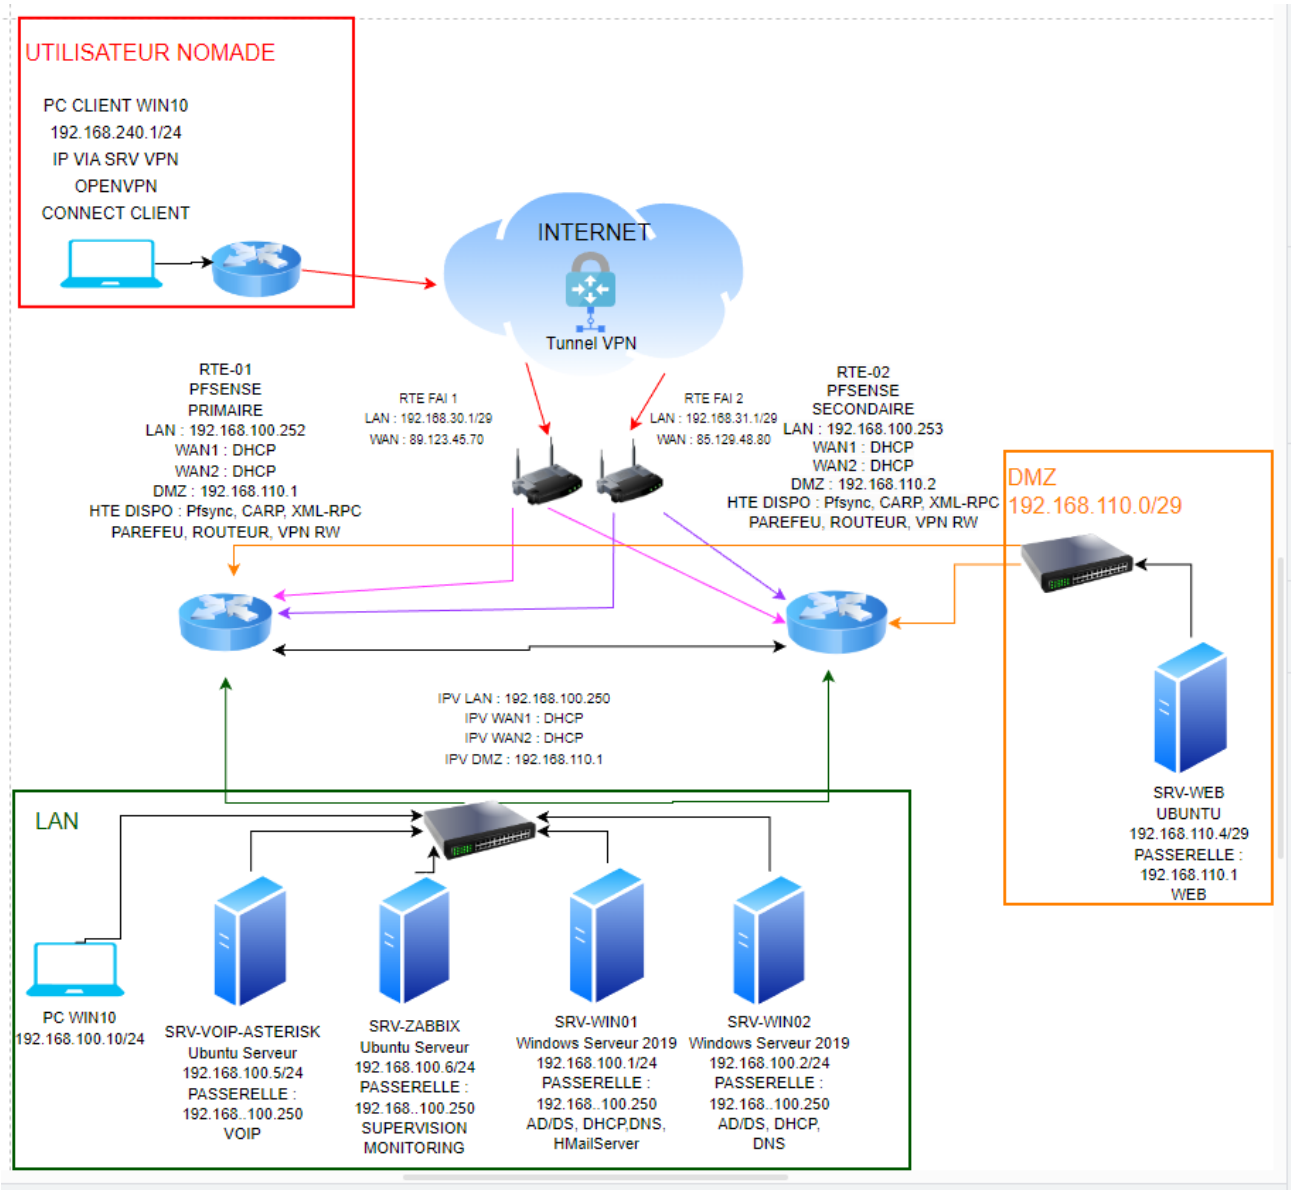 UTILISATEUR NOMADE
PC CLIENT WIN10
192.168.240.1/24
IP VIA SRV VPN
OPENVPN
CONNECT CLIENT
INTERNET
Tunnel VPN
RTE-01
PFSENSE
PRIMAIRE
LAN : 192.168.100.252
WAN1 : DHCP
WAN2 : DHCP
DMZ : 192.168.110.1
HTE DISPO : Pfsync, CARP, XML-RPC
PAREFEU, ROUTEUR, VPN RW
RTE FAI 1
LAN : 192.168.30.1/29
WAN : 89.123.45.70
RTE FAI 2
LAN : 192.168.31.1/29
WAN : 85.129.48.80
RTE-02
PFSENSE
SECONDAIRE
LAN : 192.168.100.253
WAN1 : DHCP
WAN2 : DHCP
DMZ : 192.168.110.2
HTE DISPO : Pfsync, CARP, XML-RPC
PAREFEU, ROUTEUR, VPN RW
DMZ
192.168.110.0/29
SRV-WEB
UBUNTU
192.168.110.4/29
PASSERELLE :
192.168.110.1
WEB
IPV LAN : 192.168.100.250
IPV WAN1 : DHCP
IPV WAN2 : DHCP
IPV DMZ : 192.168.110.1
LAN
PC WIN10
192.168.100.10/24
SRV-VOIP-ASTERISK
Ubuntu Serveur
192.168.100.5/24
PASSERELLE :
192.168..100.250
VOIP
SRV-ZABBIX
Ubuntu Serveur
192.168.100.6/24
PASSERELLE :
192.168..100.250
SUPERVISION
MONITORING
SRV-WIN01
Windows Serveur 2019
192.168.100.1/24
PASSERELLE :
192.168..100.250
AD/DS, DHCP,DNS,
HMailServer
SRV-WIN02
Windows Serveur 2019
192.168.100.2/24
PASSERELLE :
192.168..100.250
AD/DS, DHCP,
DNS